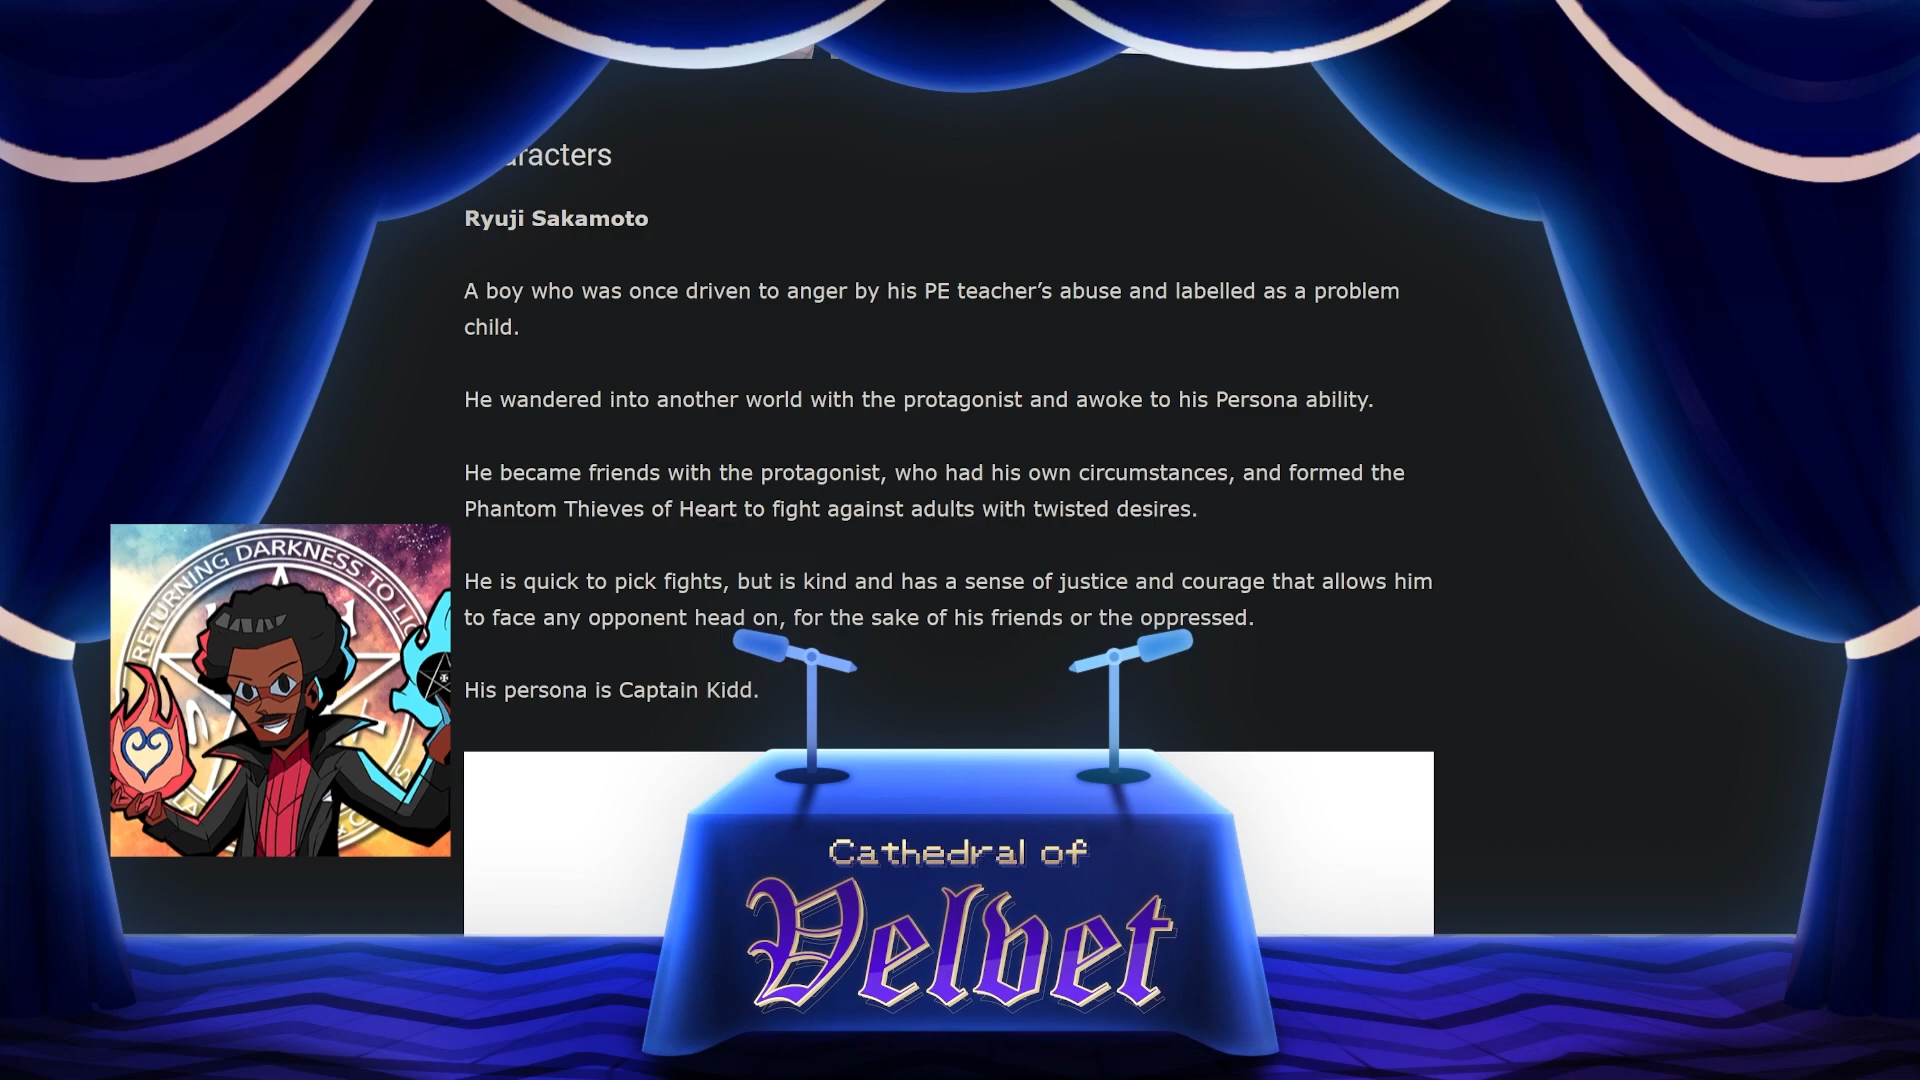 aracters
Ryuji Sakamoto
A boy who was once driven to anger by his PE teacher’s abuse and labelled as a problem
child.
He wandered into another world with the protagonist and awoke to his Persona ability.
He became friends with the protagonist, who had his own circumstances, and formed the
Phantom Thieves of Heart to fight against adults with twisted desires.
He is quick to pick fights, but is kind and has a sense of justice and courage that allows him
to face any opponent head on, for the sake of his friends or the oppressed.
His persona is Captain Kidd.
RETURNING DARKNESS TO LIG
Cathedral of
Velvet